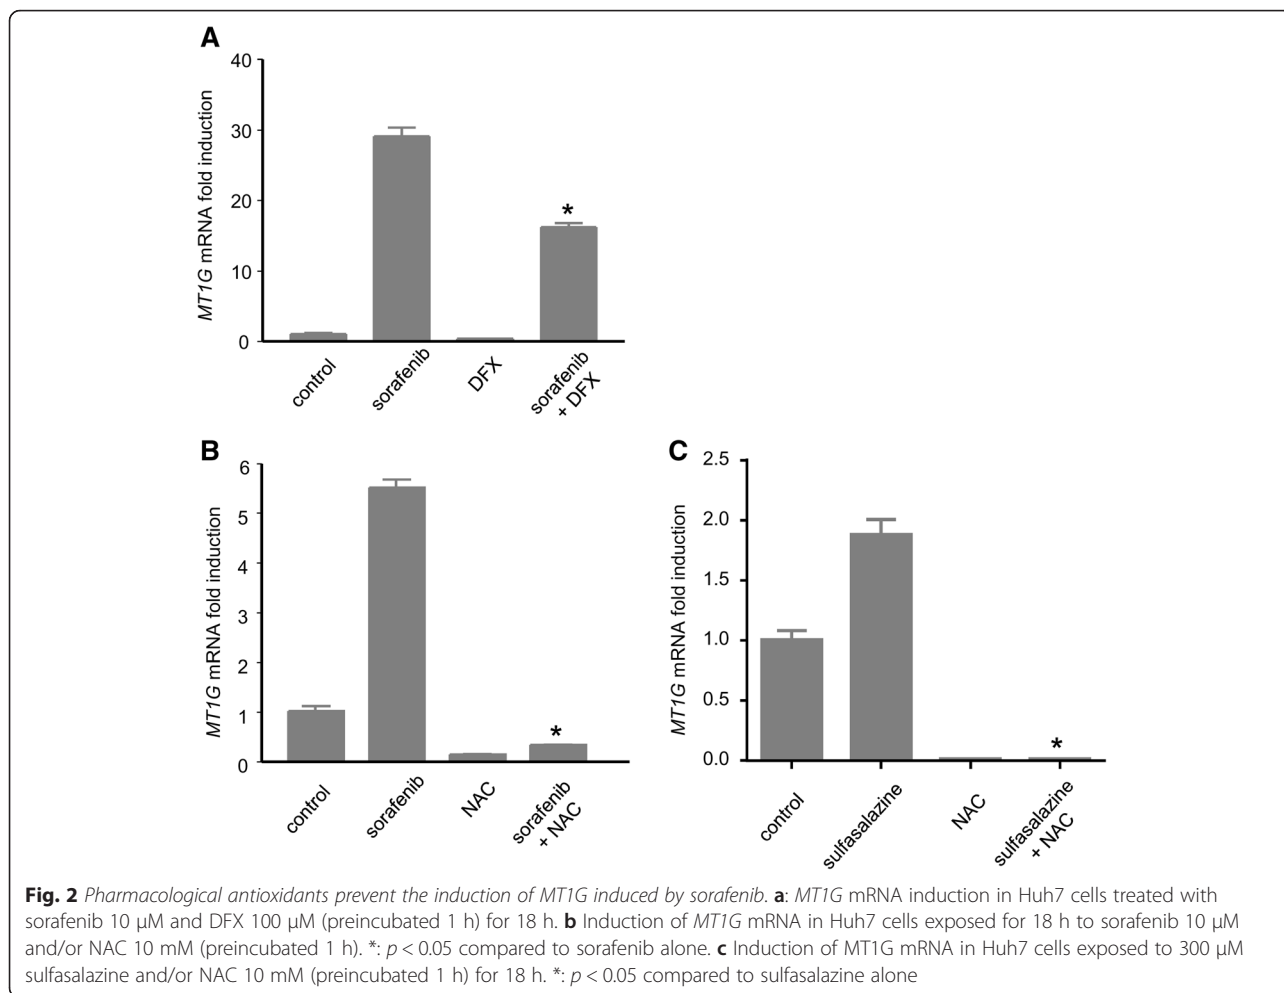 A
MT1G mRNA fold induction
40
30
20
10
0
control
sorafenib
DFX
sorafenib
+ DFX
*
B
MT1G mRNA fold induction
6
5
4
3
2
1
0
control
sorafenib
NAC
sorafenib
+ NAC
*
C
MT1G mRNA fold induction
2.5
2.0
1.5
1.0
0.5
0.0
control
sulfasalazine
NAC
sulfasalazine
+ NAC
*
Fig. 2 Pharmacological antioxidants prevent the induction of MT1G induced by sorafenib. a: MT1G mRNA induction in Huh7 cells treated with
sorafenib 10 μM and DFX 100 μM (preincubated 1 h) for 18 h. b Induction of MT1G mRNA in Huh7 cells exposed for 18 h to sorafenib 10 μM
and/or NAC 10 mM (preincubated 1 h). *: p < 0.05 compared to sorafenib alone. c Induction of MT1G mRNA in Huh7 cells exposed to 300 μM
sulfasalazine and/or NAC 10 mM (preincubated 1 h) for 18 h. *: p < 0.05 compared to sulfasalazine alone